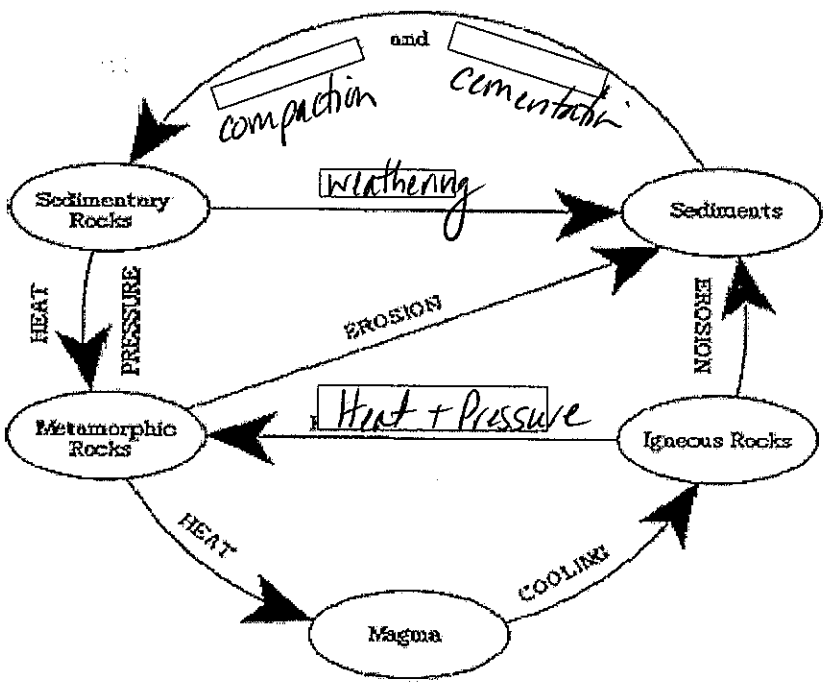 and
compaction
cementation
weathering
Sedimentary
Rocks
Sediments
HEAT
PRESSURE
EROSION
EROSION
Heat + Pressure
Metamorphic
Rocks
Igneous Rocks
HEAT
COOLING
Magma